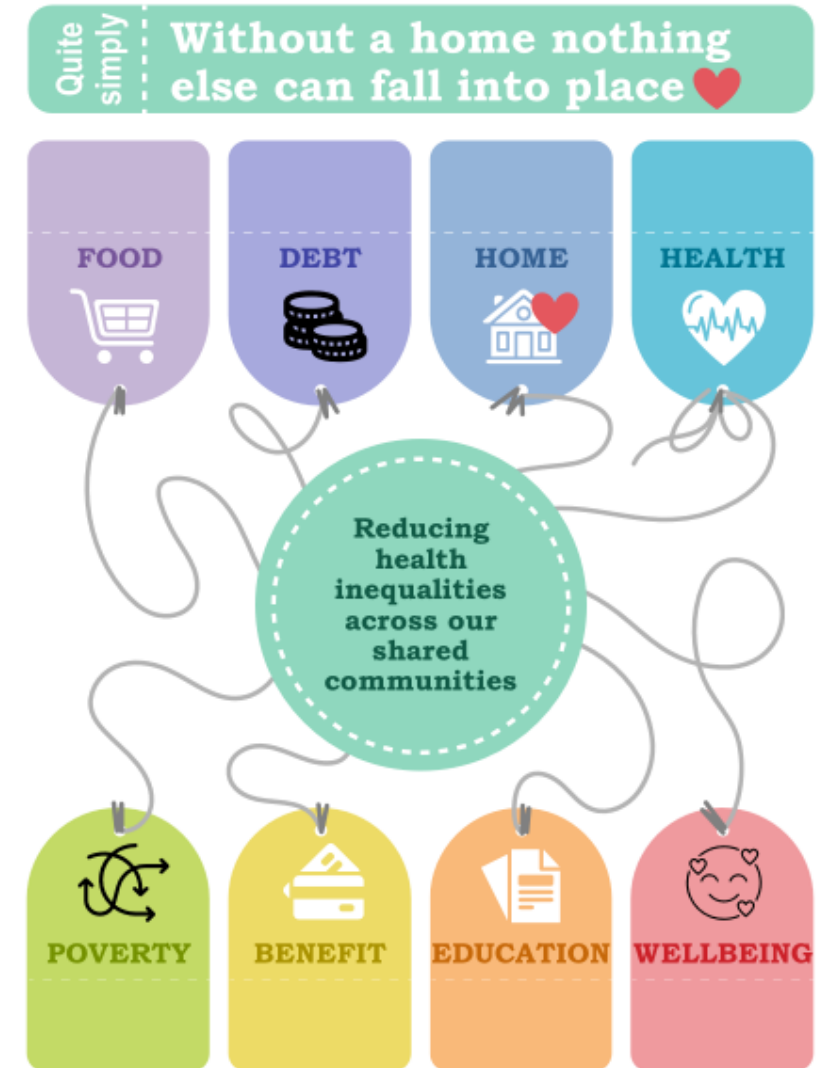 Quite
simply
Without a home nothing
else can fall into place
FOOD
DEBT
HOME
HEALTH
Reducing
health
inequalities
across our
shared
communities
POVERTY
BENEFIT
EDUCATION
WELLBEING